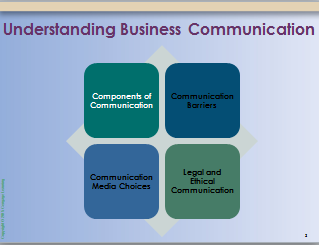 Understanding Business Communication
Components of
Communication
Communication
Barriers
Communication
Media Choices
Legal and
Ethical
Communication
2